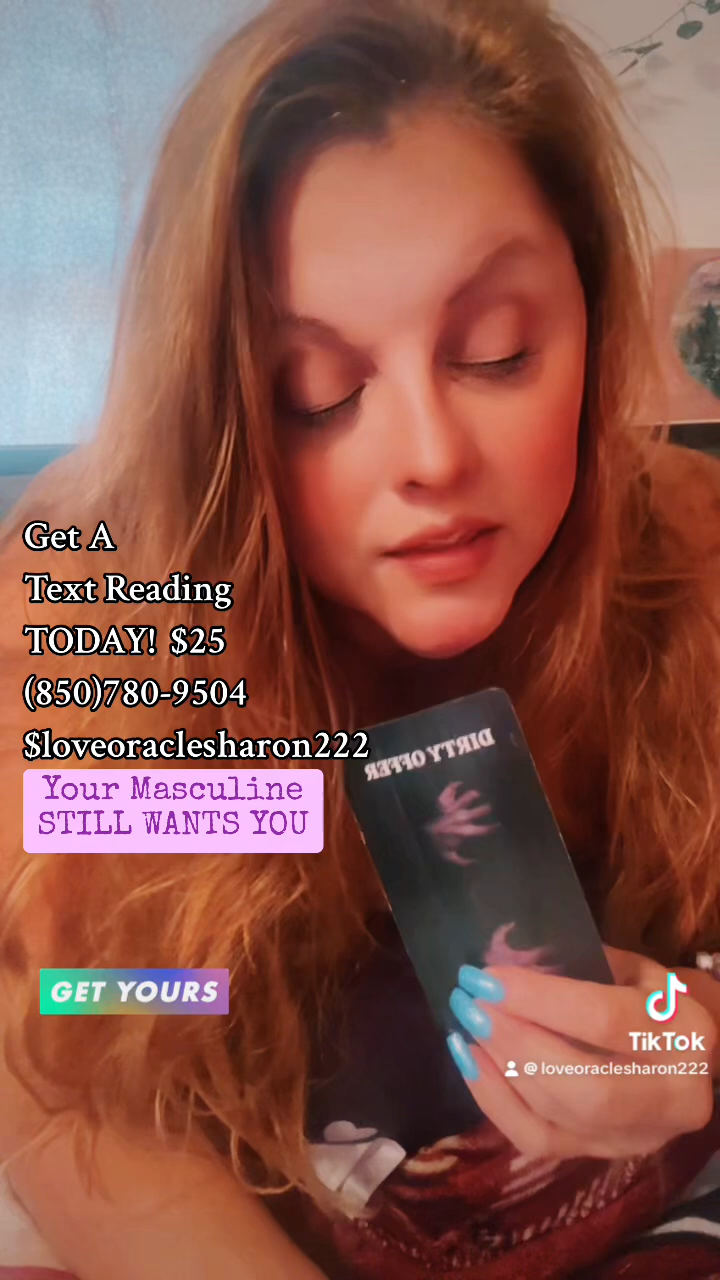 Get A
Text Reading
TODAY! $25
(850)780-9504
$loveoraclesharon222
DIRTY OFFER
Your Masculine
STILL WANTS YOU
GET YOURS
TikTok
@loveoraclesharon222